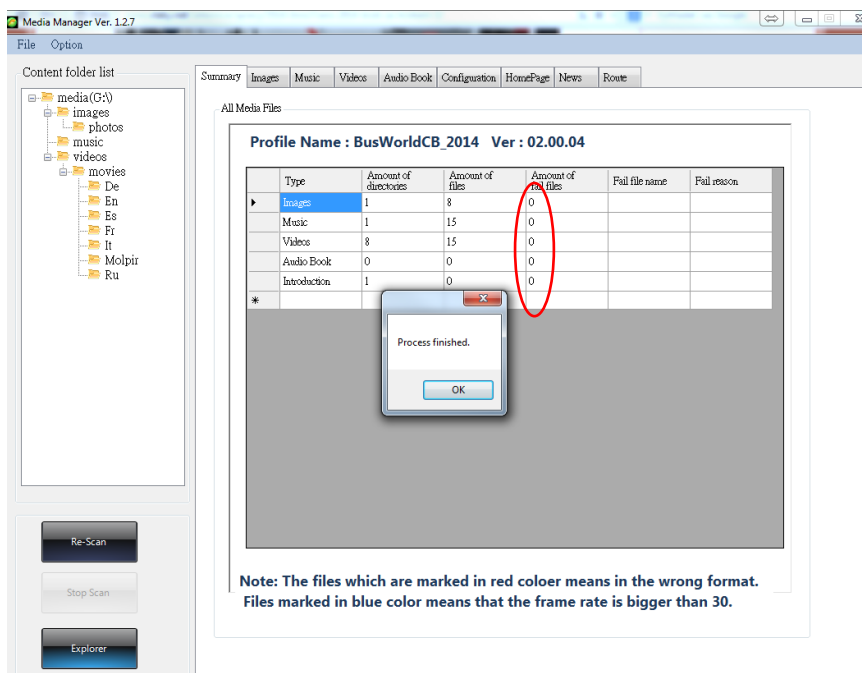 Media Manager Ver. 1.2.7
File Option
Content folder list
media(G:\)
images
photos
music
videos
movies
De
En
Es
Fr
It
Molpir
Ru
Re-Scan
Stop Scan
Explorer
Summary Images Music Videos Audio Book Configuration HomePage News Route
All Media Files
Profile Name : BusWorldCB_2014 Ver : 02.00.04
Type Amount of directories Amount of files Amount of fail files Fail file name Fail reason
Images 1 8 0
Music 1 15 0
Videos 8 15 0
Audio Book 0 0 0
Introduction 1 0 0
Process finished.
OK
Note: The files which are marked in red coloer means in the wrong format.
Files marked in blue color means that the frame rate is bigger than 30.